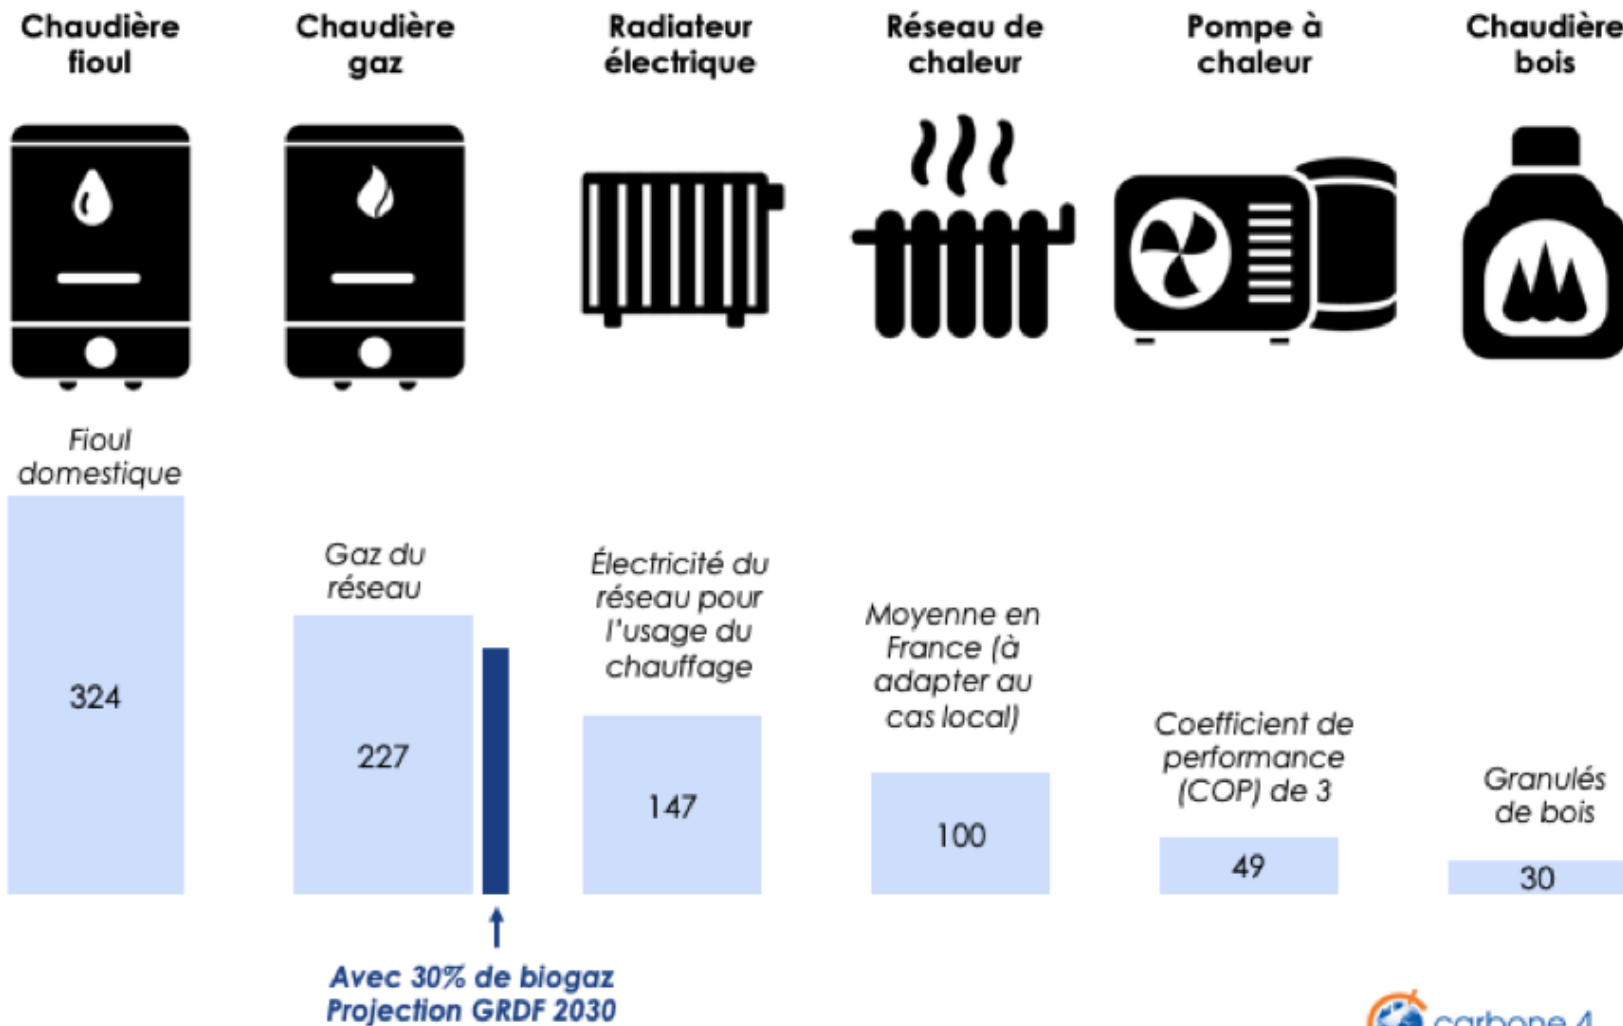 Chaudière
fioul
Chaudière
gaz
Radiateur
électrique
Réseau de
chaleur
Pompe à
chaleur
Chaudière
bois
Fioul
domestique
324
Gaz du
réseau
227
Avec 30% de biogaz
Projection GRDF 2030
Électricité du
réseau pour
l'usage du
chauffage
147
Moyenne en
France (à
adapter au
cas local)
100
Coefficient de
performance
(COP) de 3
49
Granulés
de bois
30
carbone 4